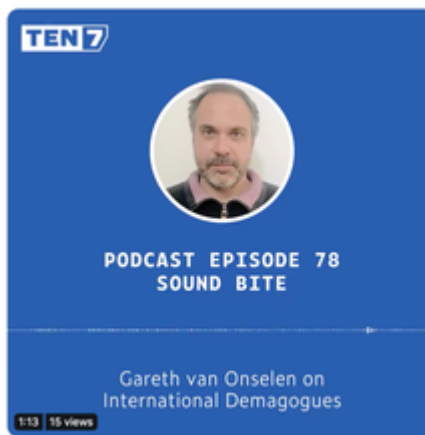 TEN7
PODCAST EPISODE 78
SOUND BITE
Gareth van Onselen on
International Demagogues
1:13 15 views